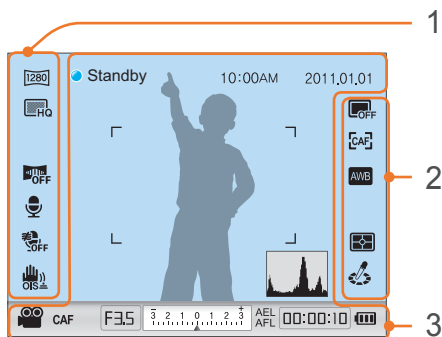 1
Standby 10:00AM 2011.01.01
1280
OFF
HQ
CAF
OFF
AWB
2
OFF
OIS
CAF F3.5 3 2 1 0 1 2 3 AEL 00:00:10
AFL
3